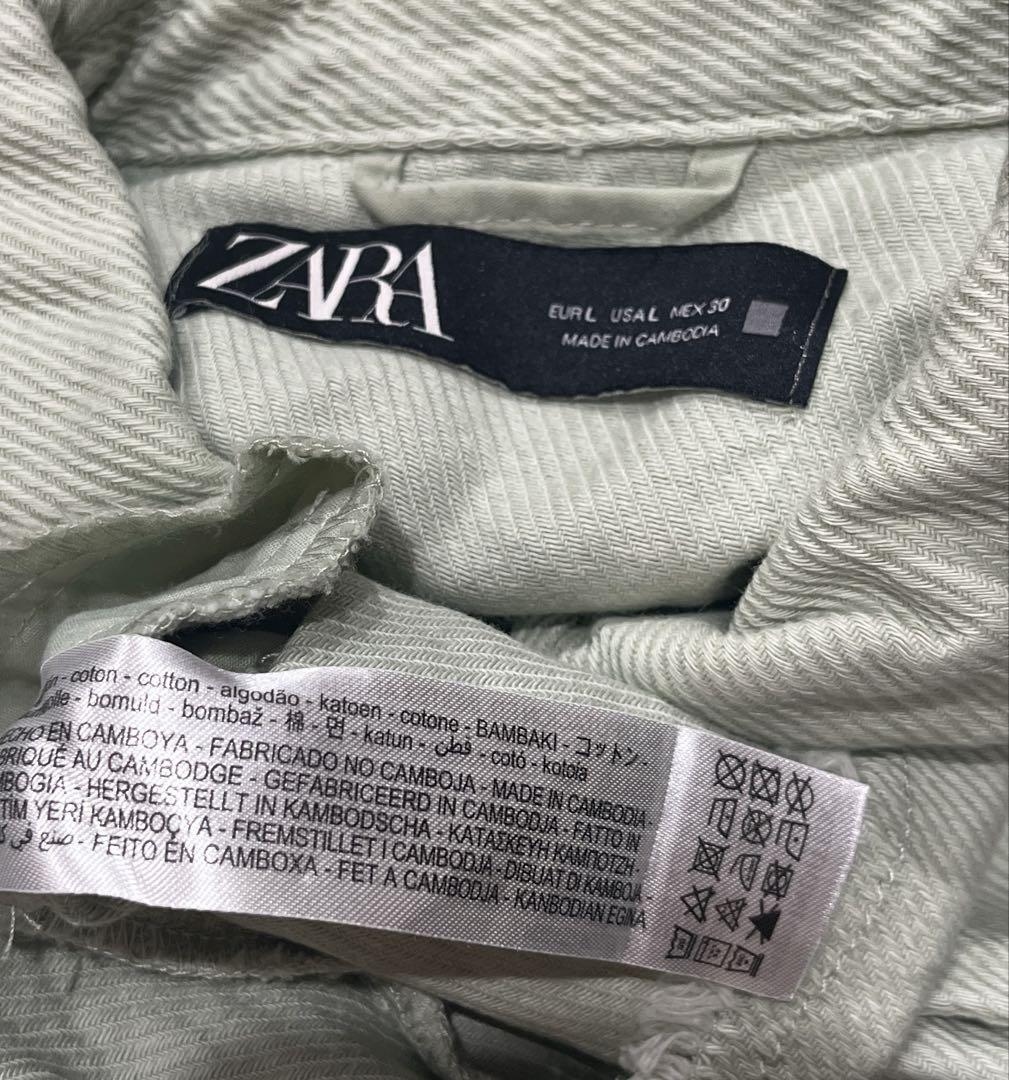 ZARA
EUR L USA L MEX 30
MADE IN CAMBODIA
- coton - cotton - algodão - katoen - cotone - BAMBAKI - コットン -
- bomuld - bombaž - 棉 - 면 - katun - قطن - cotó - kotoia
EN CAMBOYA - FABRICADO NO CAMBOJA - MADE IN CAMBODIA -
AU CAMBODGE - GEFABRICEERD IN CAMBODJA - FATTO IN
- HERGESTELLT IN KAMBODSCHA - ΚΑΤΑΣΚΕΥΗ ΚΑΜΠΟΤΖΗ -
YERI KAMBOÇYA - FREMSTILLET I CAMBODJA - DIBUAT DI KAMBOJA -
صنع في - FEITO EN CAMBOXA - FET A CAMBODJA - KANBODIAN EGINA